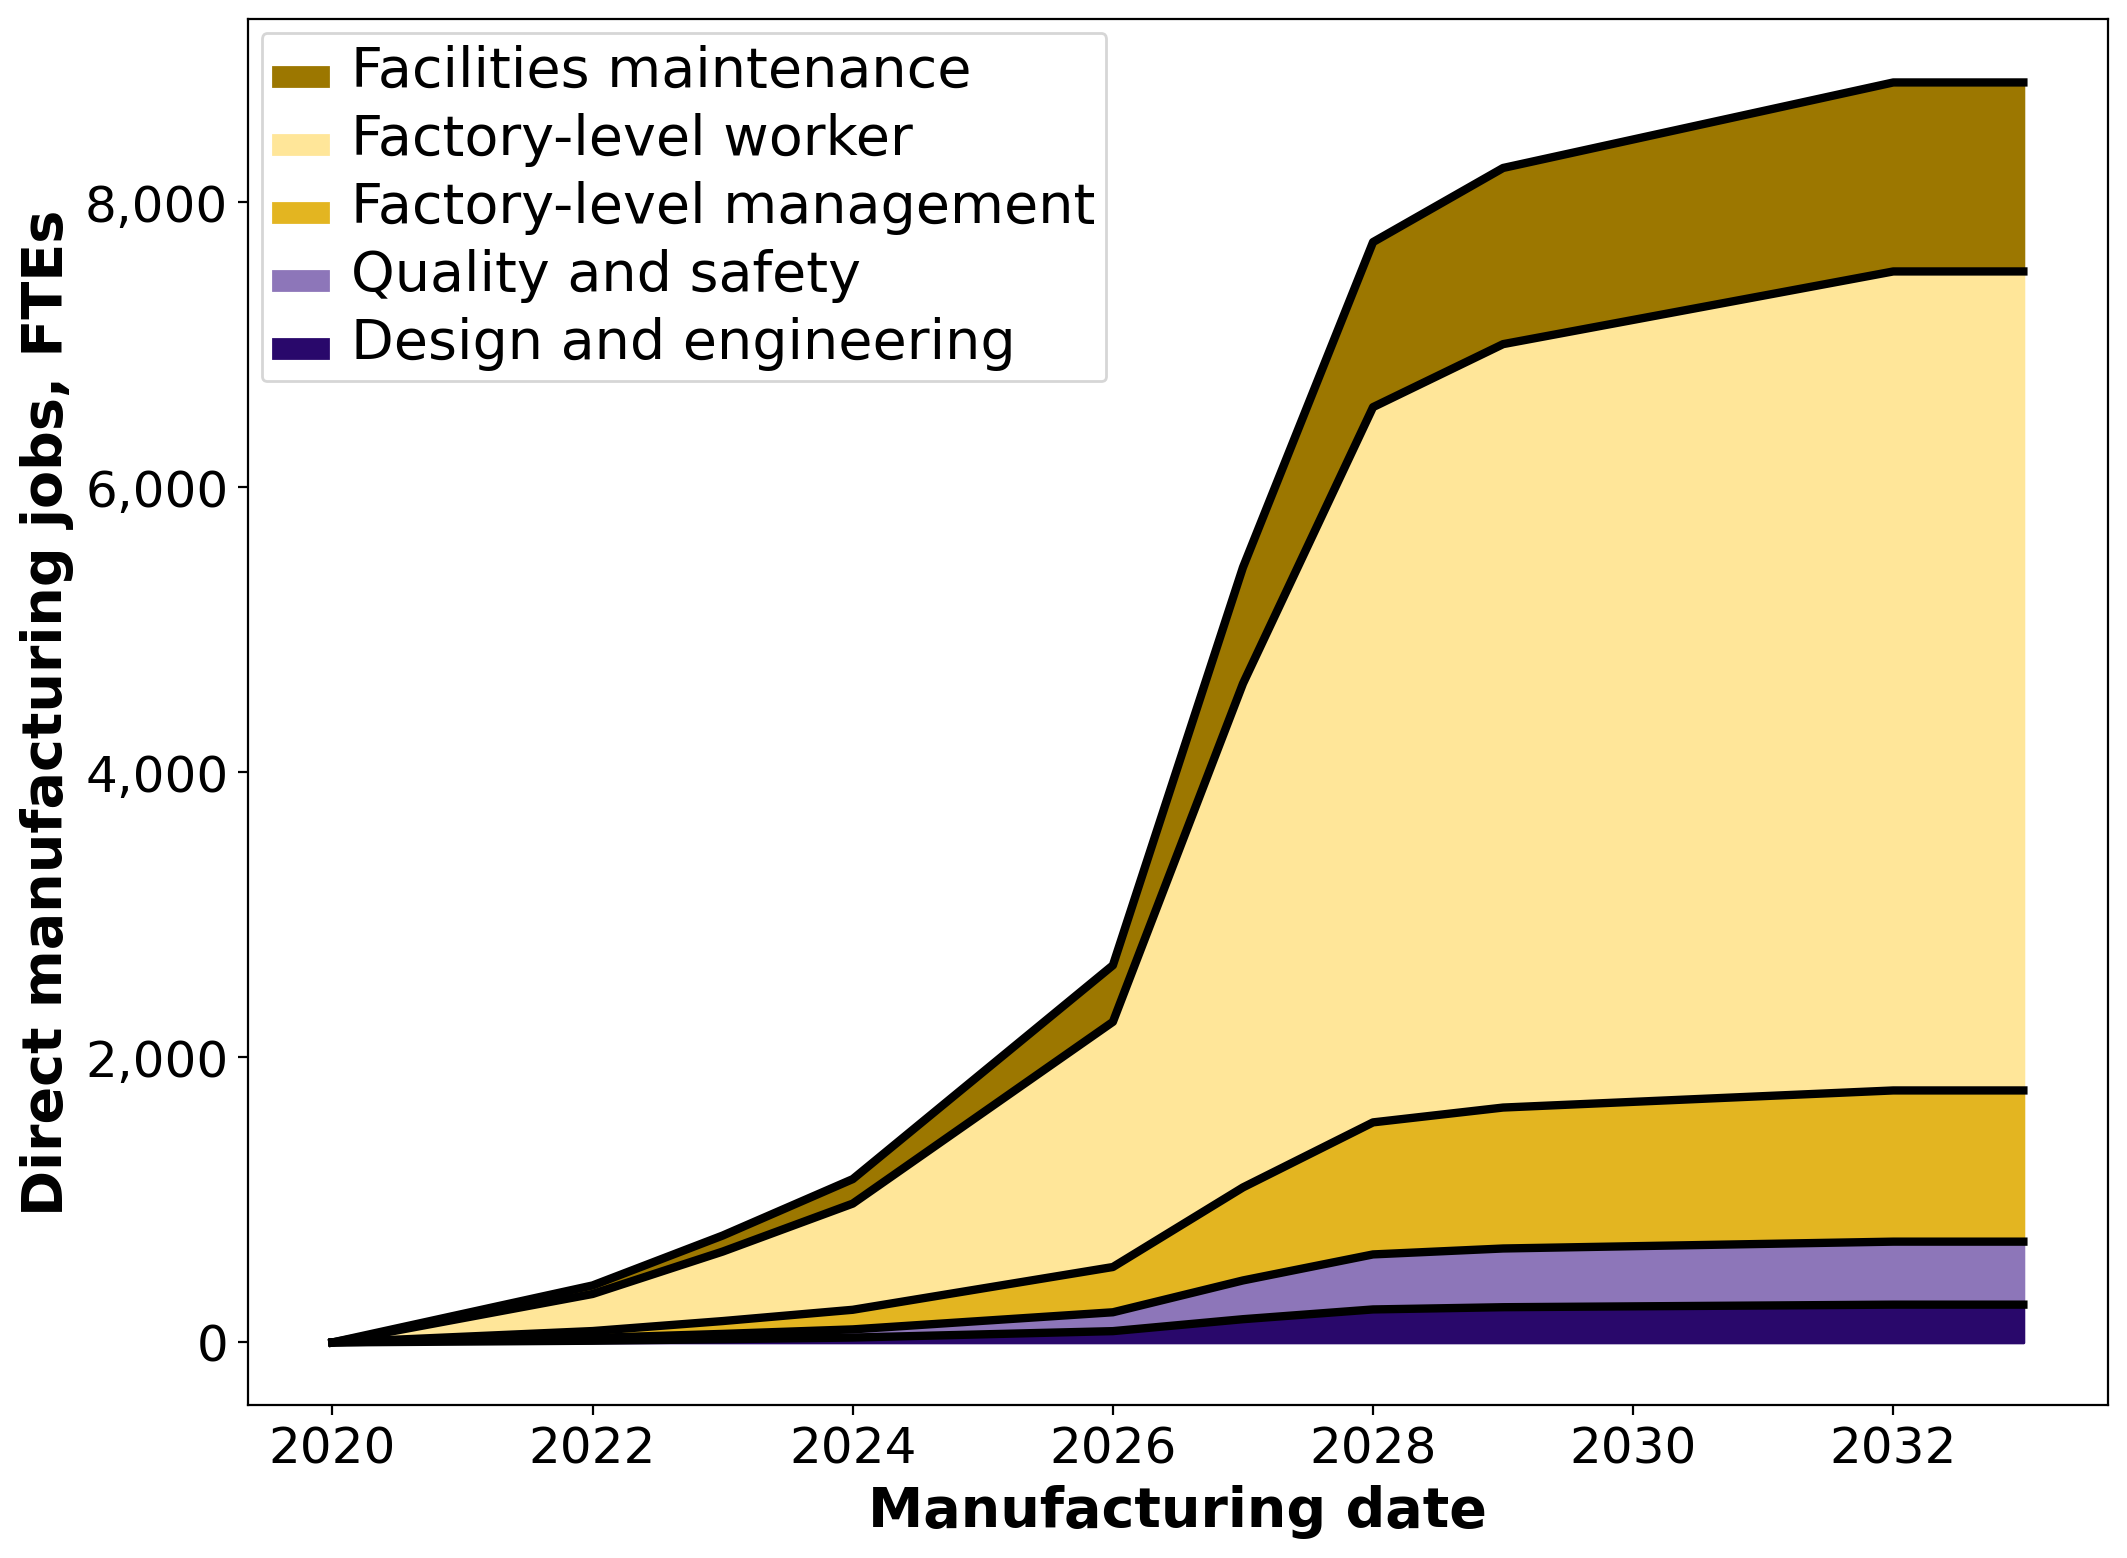 Facilities maintenance
Factory-level worker
Factory-level management
Quality and safety
Design and engineering
Direct manufacturing jobs, FTEs
8,000
6,000
4,000
2,000
0
2020 2022 2024 2026 2028 2030 2032
Manufacturing date